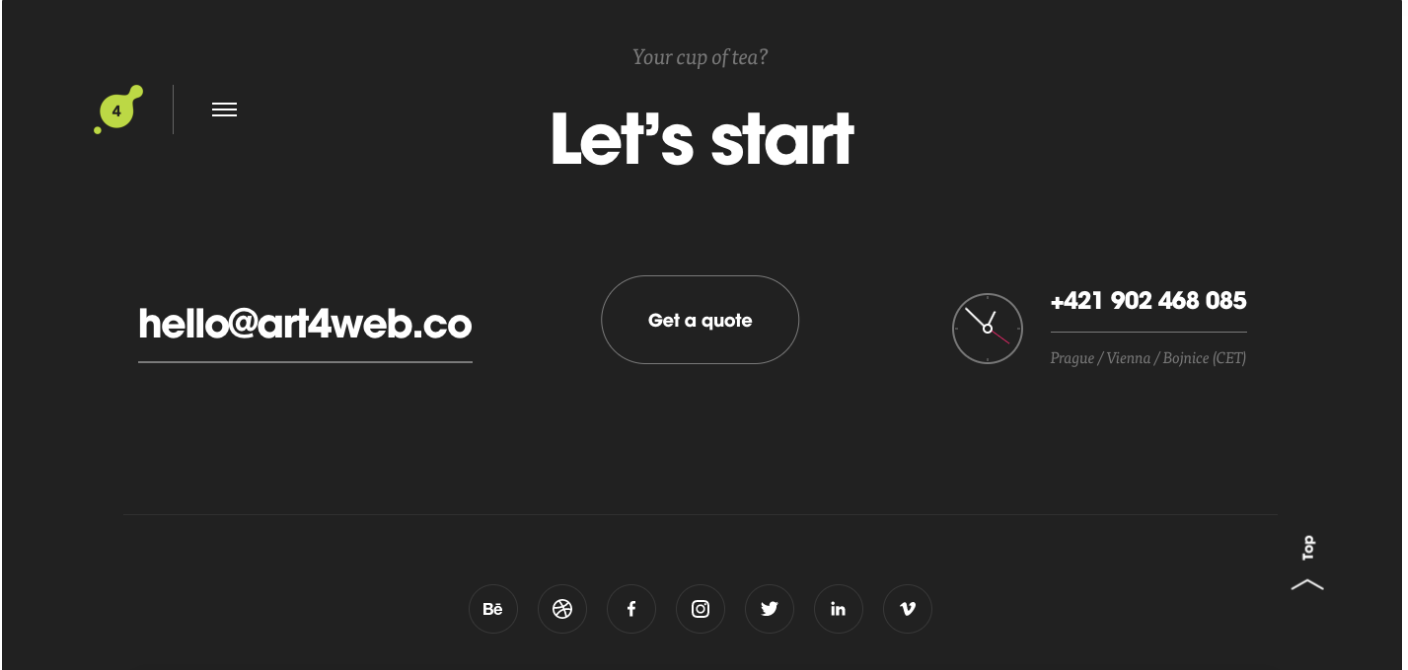 Your cup of tea?
4
Let's start
hello@art4web.co
Get a quote
+421 902 468 085
Prague / Vienna / Bojnice (CET)
Top
Bē
f
in
v